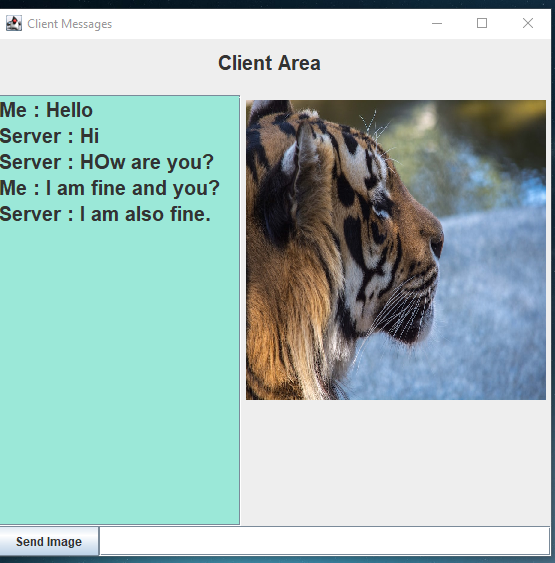 Client Messages
Client Area
Me : Hello
Server : Hi
Server : HOw are you?
Me : I am fine and you?
Server : I am also fine.
Send Image